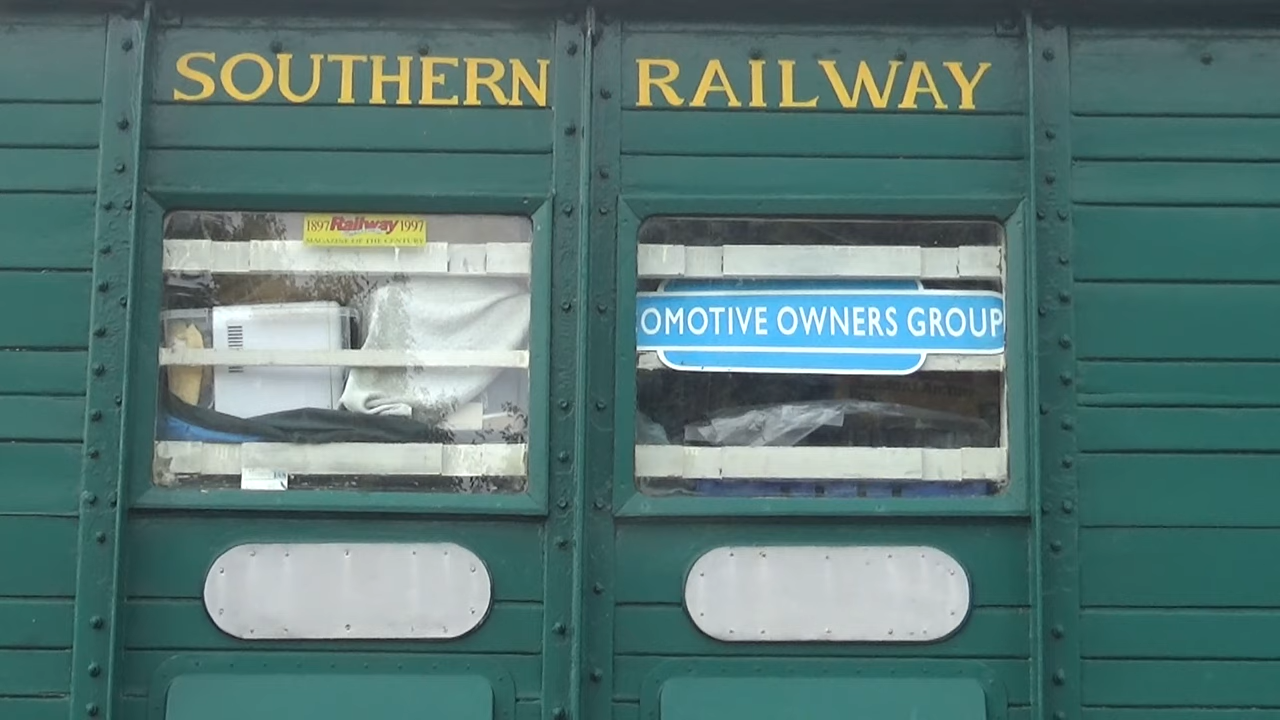 SOUTHERN RAILWAY
1897 Railway 1997
MAGAZINE OF THE CENTURY
OMOTIVE OWNERS GROUP